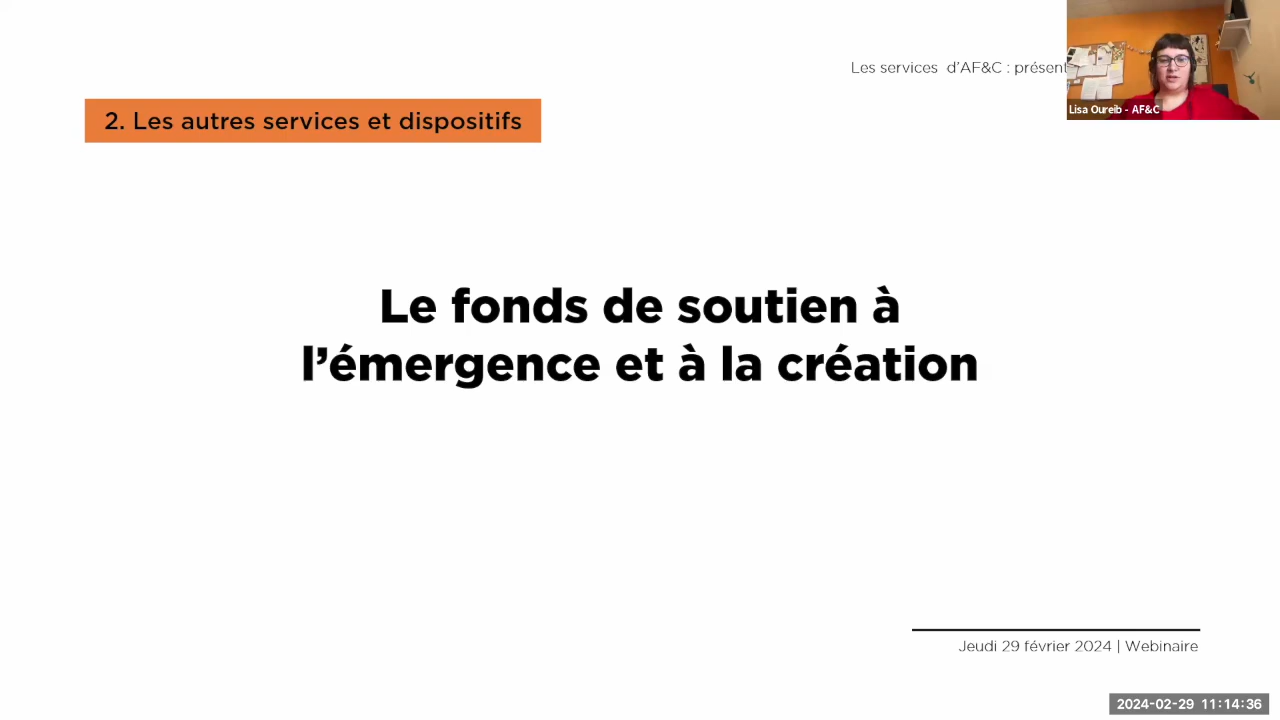 Les services d'AF&C : présent
Lisa Oureib - AF&C
2. Les autres services et dispositifs
Le fonds de soutien à
l'émergence et à la création
Jeudi 29 février 2024 | Webinaire
2024-02-29 11:14:36